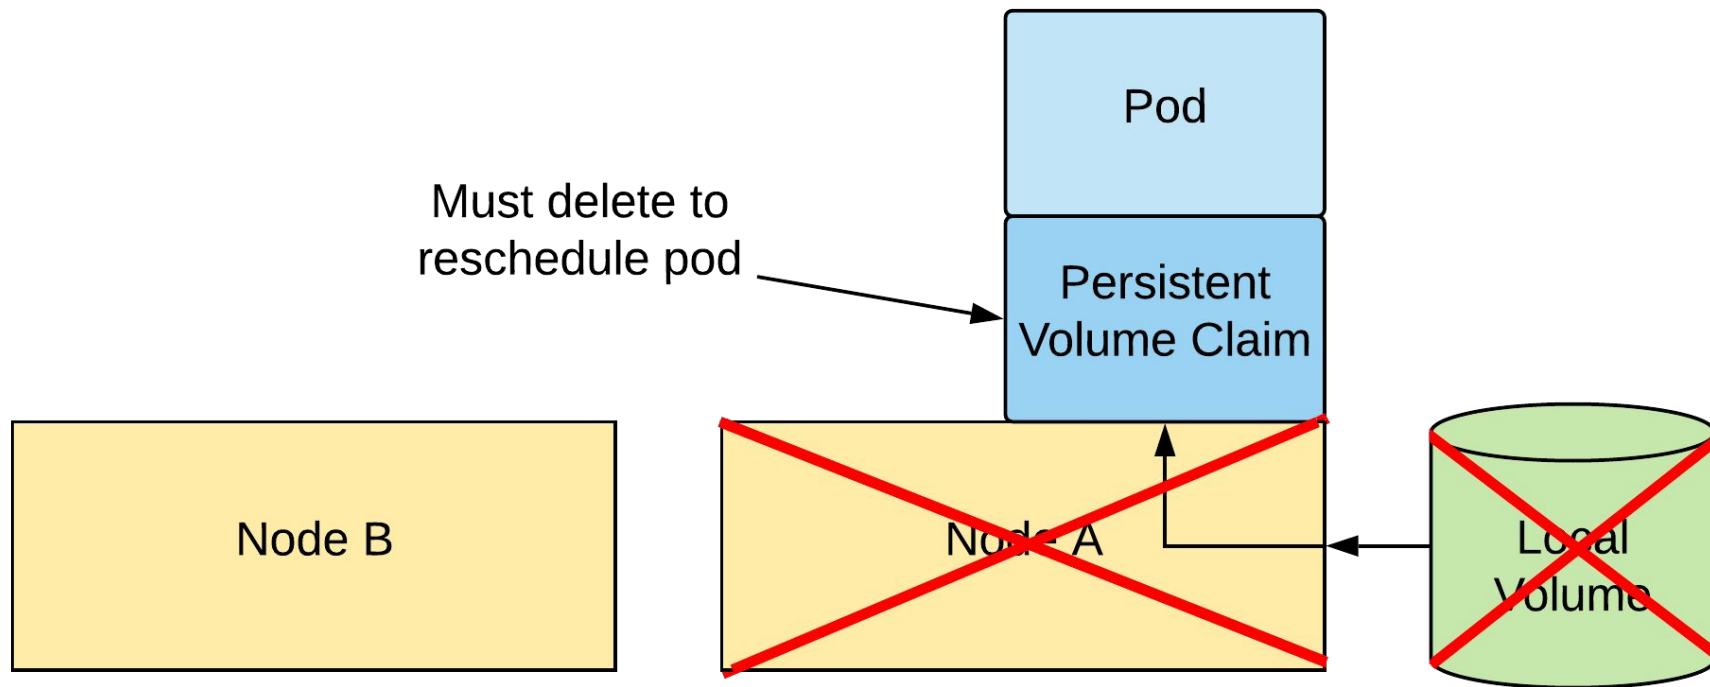 Pod
Must delete to
reschedule pod
Persistent
Volume Claim
Node B
Node A
Local
Volume